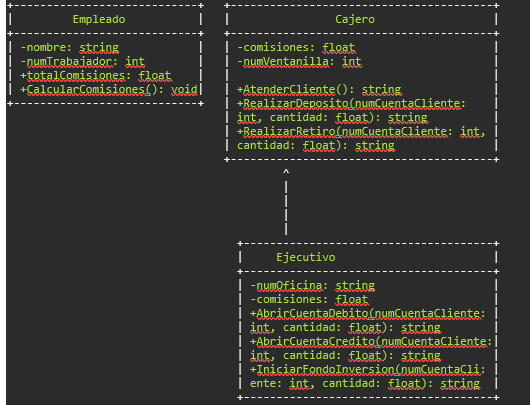 Empleado
-nombre: string
-numTrabajador: int
+totalComisiones: float
+CalcularComisiones(): void
Cajero
-comisiones: float
-numVentanilla: int
+AtenderCliente(): string
+RealizarDeposito(numCuentaCliente:
int, cantidad: float): string
+RealizarRetiro(numCuentaCliente: int,
cantidad: float): string
Ejecutivo
-numOficina: string
-comisiones: float
+AbrirCuentaDebito(numCuentaCliente:
int, cantidad: float): string
+AbrirCuentaCredito(numCuentaCliente:
int, cantidad: float): string
+IniciarFondoInversion(numCuentaCli
ente: int, cantidad: float): string